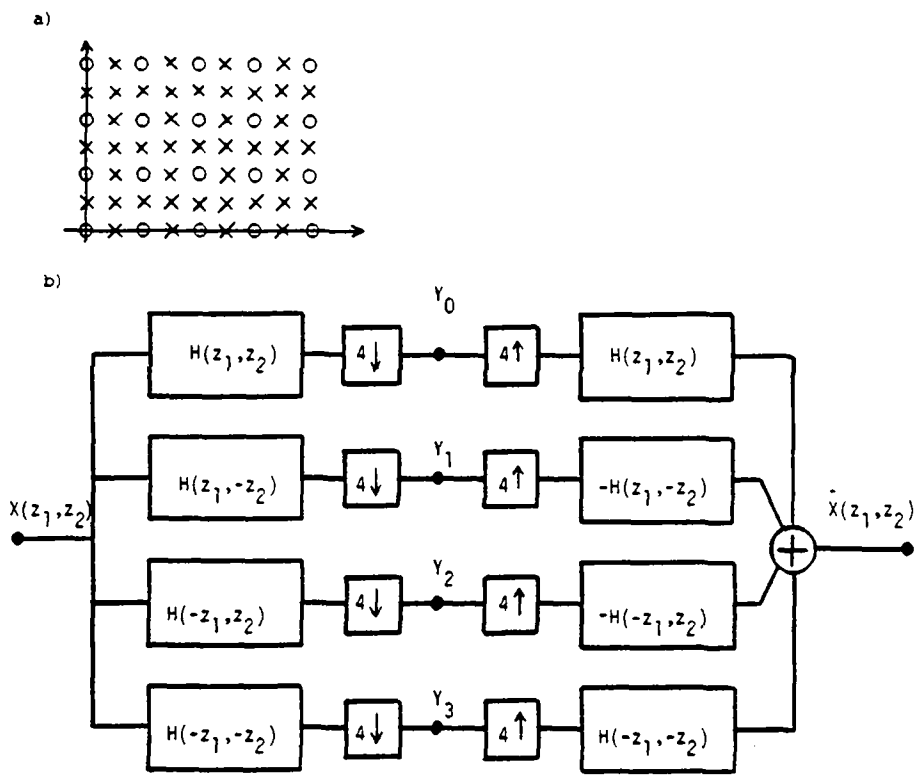 a)
b)
Y0
H(z1,z2) 4↓ 4↑ H(z1,z2)
Y1
H(z1,-z2) 4↓ 4↑ -H(z1,-z2)
X(z1,z2) X̂(z1,z2)
Y2
H(-z1,z2) 4↓ 4↑ -H(-z1,z2)
Y3
H(-z1,-z2) 4↓ 4↑ H(-z1,-z2)